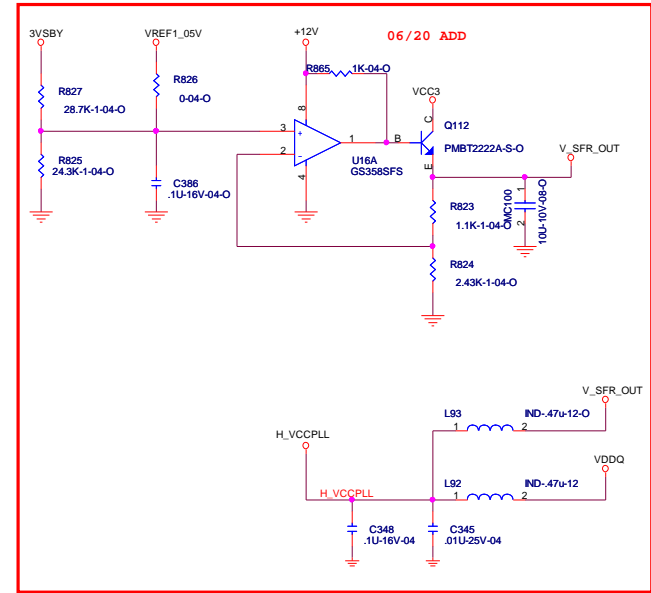 3VSBY
VREF1_05V
+12V
06/20 ADD
R827
28.7K-1-04-O
R826
0-04-O
R865
1K-04-O
VCC3
C
Q112
PMBT2222A-S-O
B
E
8
3
+
1
2
-
4
U16A
GS358SFS
V_SFR_OUT
R825
24.3K-1-04-O
C386
.1U-16V-04-O
R823
1.1K-1-04-O
MC100
10U-10V-08-O
1
2
R824
2.43K-1-04-O
V_SFR_OUT
L93
IND-.47u-12-O
1
2
H_VCCPLL
VDDQ
L92
IND-.47u-12
1
2
H_VCCPLL
C348
.1U-16V-04
C345
.01U-25V-04